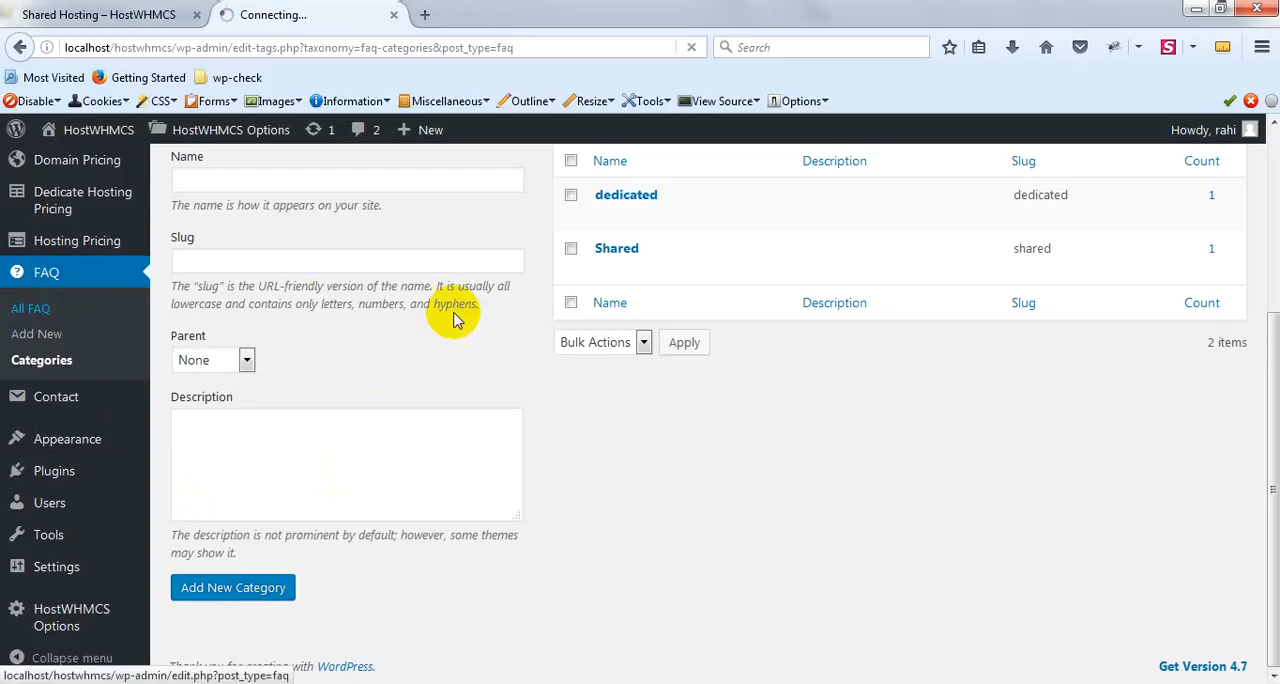 Shared Hosting – HostWHMCS
Connecting...
localhost/hostwhmcs/wp-admin/edit-tags.php?taxonomy=faq-categories&post_type=faq
Search
Most Visited Getting Started wp-check
Disable Cookies CSS Forms Images Information Miscellaneous Outline Resize Tools View Source Options
HostWHMCS HostWHMCS Options 1 2 New Howdy, rahi
Domain Pricing
Dedicate Hosting
Pricing
Hosting Pricing
FAQ
All FAQ
Add New
Categories
Contact
Appearance
Plugins
Users
Tools
Settings
HostWHMCS
Options
Collapse menu
Name
The name is how it appears on your site.
Slug
The “slug” is the URL-friendly version of the name. It is usually all
lowercase and contains only letters, numbers, and hyphens.
Parent
None
Description
The description is not prominent by default; however, some themes
may show it.
Add New Category
Name Description Slug Count
dedicated dedicated 1
Shared shared 1
Name Description Slug Count
Bulk Actions Apply 2 items
Thank you for creating with WordPress.
Get Version 4.7
localhost/hostwhmcs/wp-admin/edit.php?post_type=faq